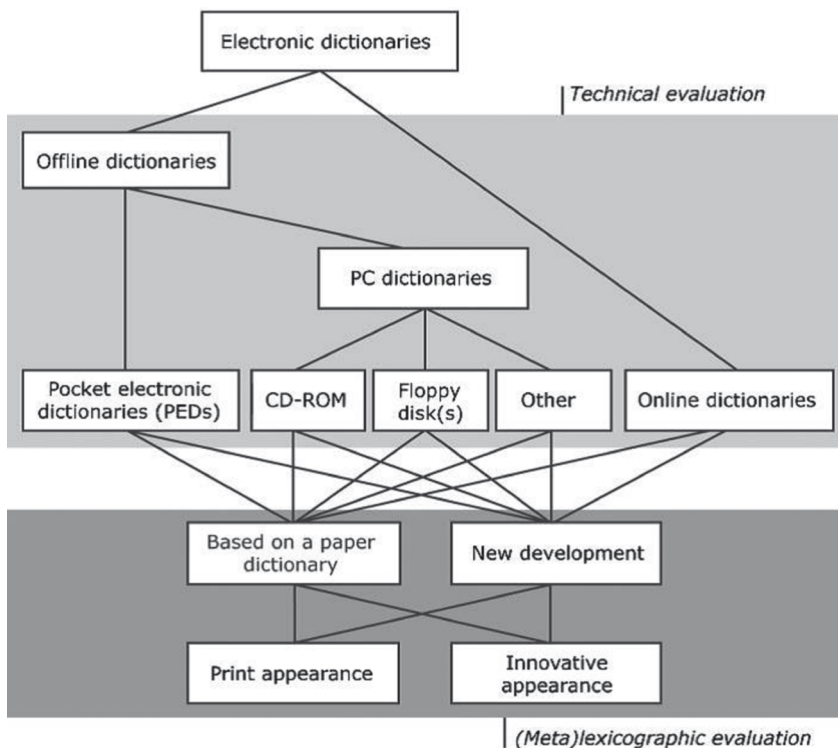 Electronic dictionaries
Technical evaluation
Offline dictionaries
PC dictionaries
Pocket electronic
dictionaries (PEDs)
CD-ROM
Floppy
disk(s)
Other
Online dictionaries
Based on a paper
dictionary
New development
Print appearance
Innovative
appearance
(Meta)lexicographic evaluation